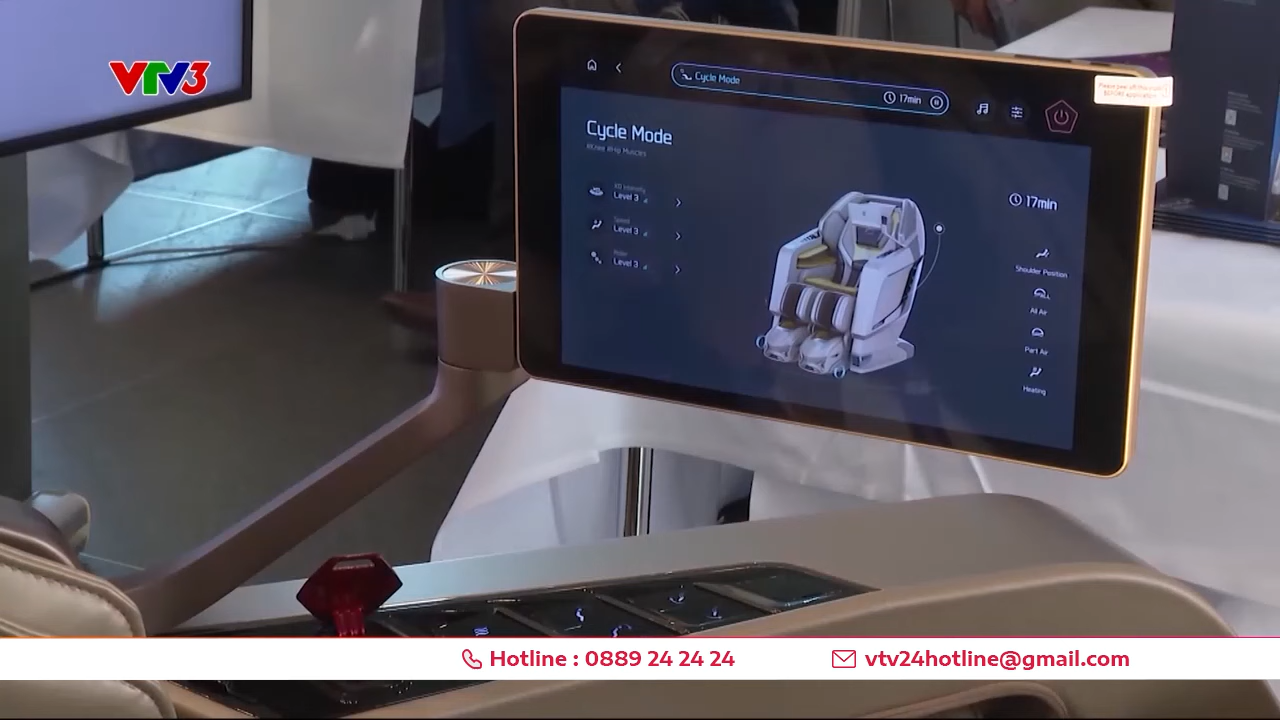 VTV3
Cycle Mode
17min
Cycle Mode
Level 3
Speed
Level 3
Level 3
17min
Shoulder Position
All Air
Part Air
Heating
Hotline : 0889 24 24 24
vtv24hotline@gmail.com